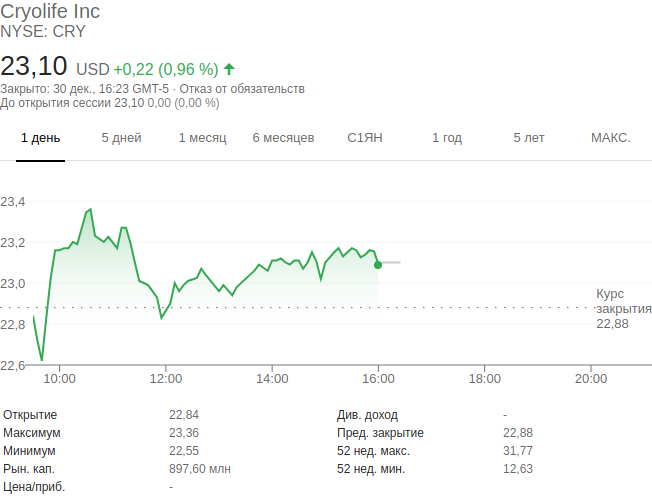 Cryolife Inc
NYSE: CRY
23,10 USD +0,22 (0,96 %)
Закрыто: 30 дек., 16:23 GMT-5 · Отказ от обязательств
До открытия сессии 23,10 0,00 (0,00 %)
1 день 5 дней 1 месяц 6 месяцев С1ЯН 1 год 5 лет МАКС.
23,4
23,2
23,0
22,8
22,6
Курс
закрытия
22,88
10:00 12:00 14:00 16:00 18:00 20:00
Открытие 22,84
Максимум 23,36
Минимум 22,55
Рын. кап. 897,60 млн
Цена/приб. -
Див. доход -
Пред. закрытие 22,88
52 нед. макс. 31,77
52 нед. мин. 12,63